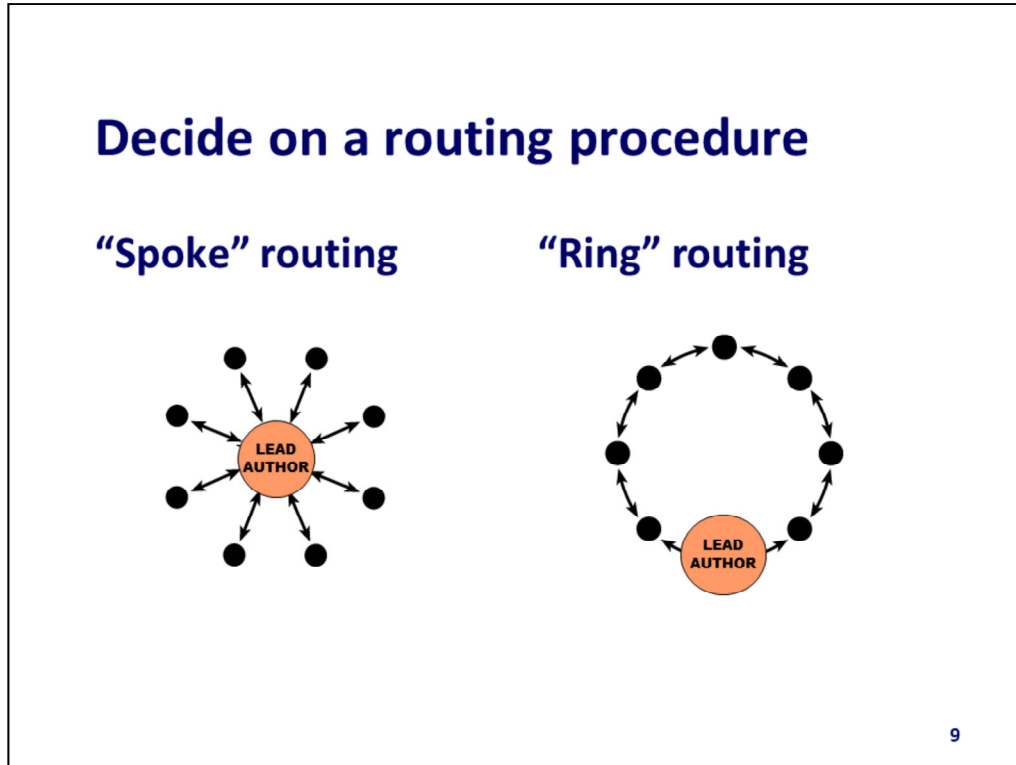 Decide on a routing procedure
“Spoke” routing
“Ring” routing
LEAD
AUTHOR
LEAD
AUTHOR
9